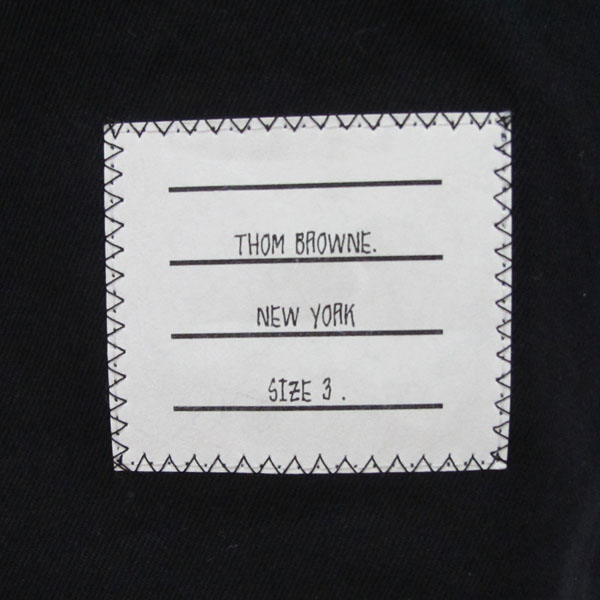 THOM BROWNE.
NEW YORK
SIZE 3 .